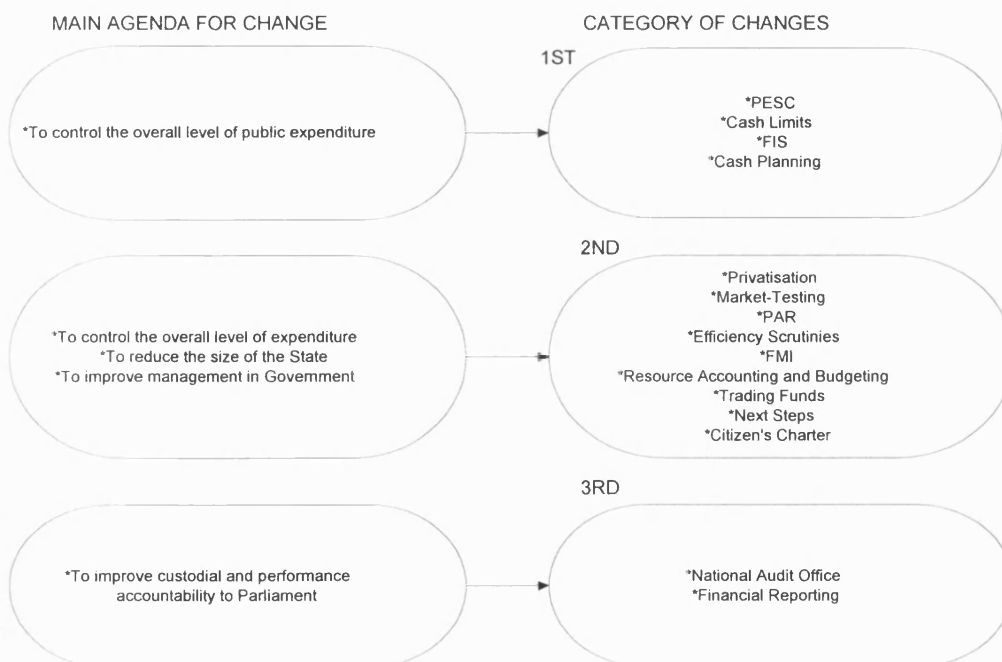 MAIN AGENDA FOR CHANGE
CATEGORY OF CHANGES
1ST
*To control the overall level of public expenditure
*PESC
*Cash Limits
*FIS
*Cash Planning
2ND
*To control the overall level of expenditure
*To reduce the size of the State
*To improve management in Government
*Privatisation
*Market-Testing
*PAR
*Efficiency Scrutinies
*FMI
*Resource Accounting and Budgeting
*Trading Funds
*Next Steps
*Citizen's Charter
3RD
*To improve custodial and performance
accountability to Parliament
*National Audit Office
*Financial Reporting